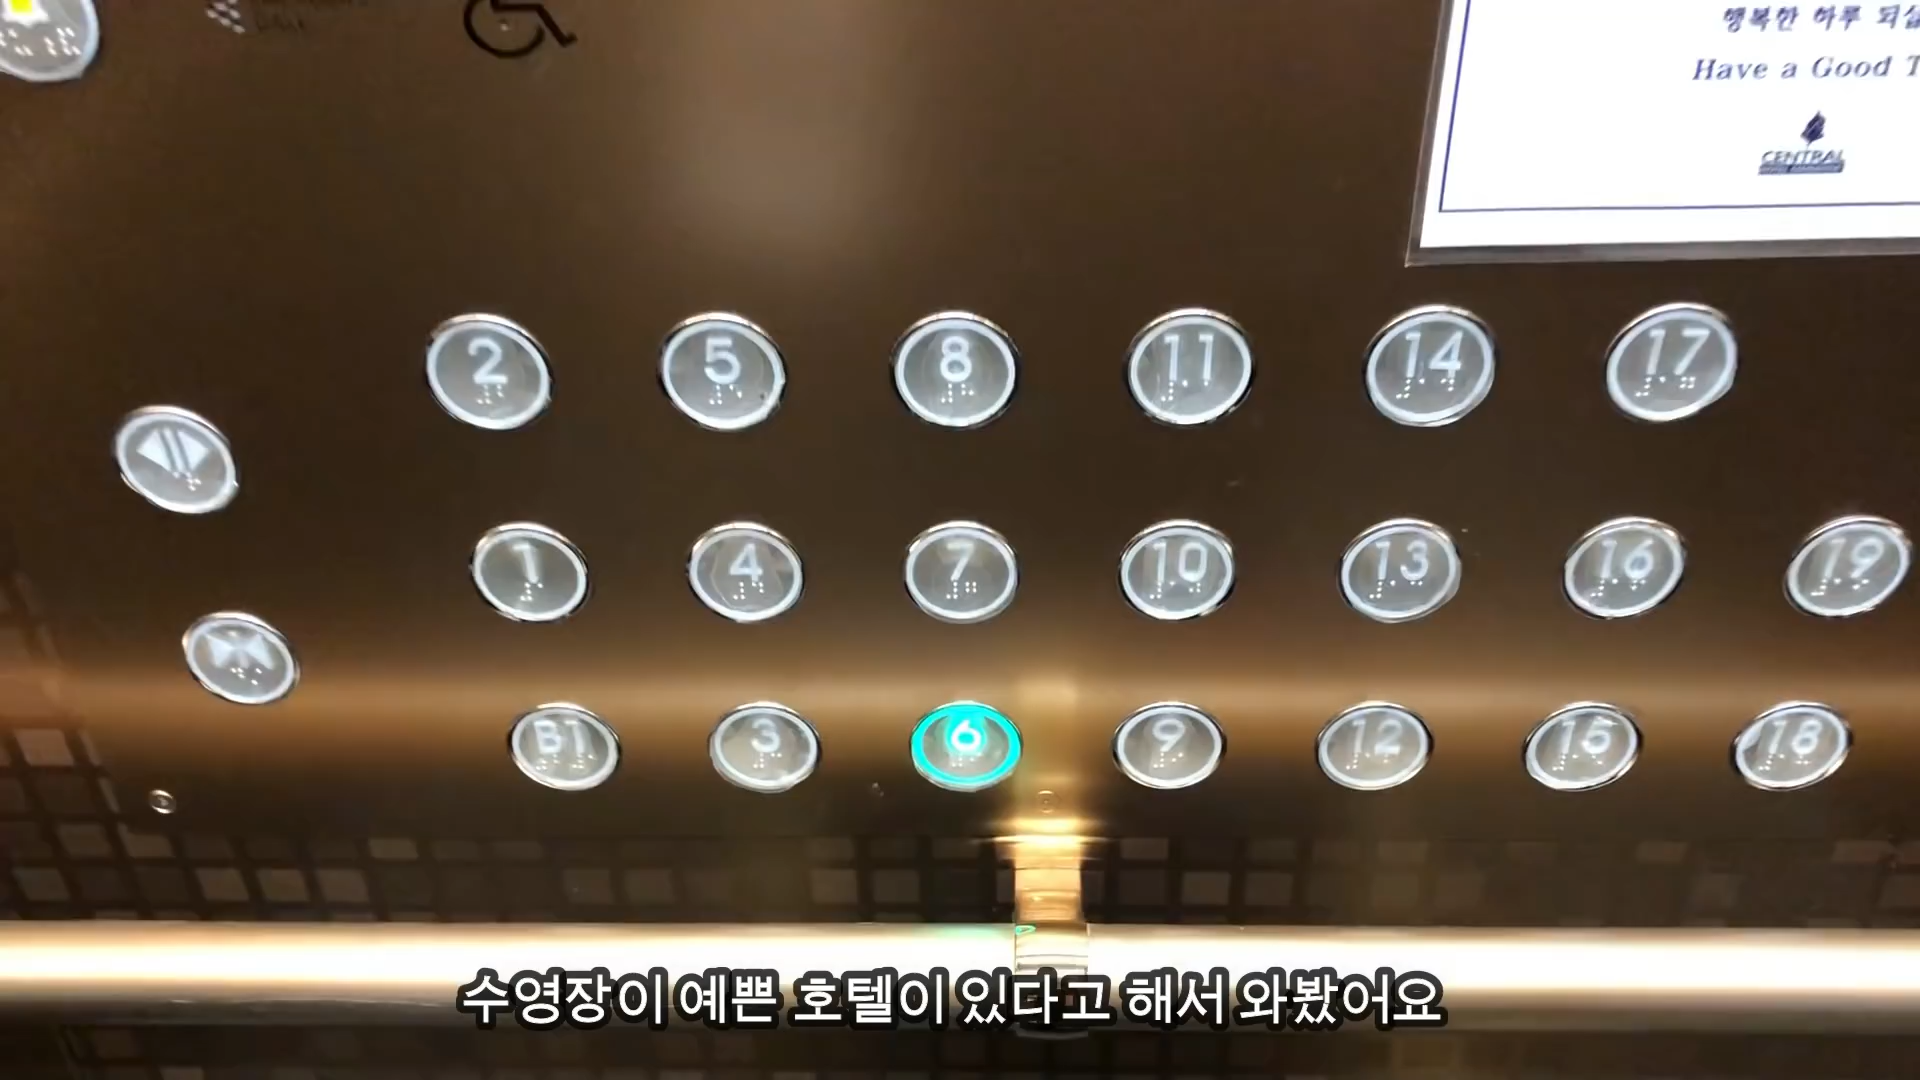 행복한 하루 되십
Have a Good T
CENTRAL
2 5 8 11 14 17
1 4 7 10 13 16 19
B1 3 6 9 12 15 18
수영장이 예쁜 호텔이 있다고 해서 와봤어요